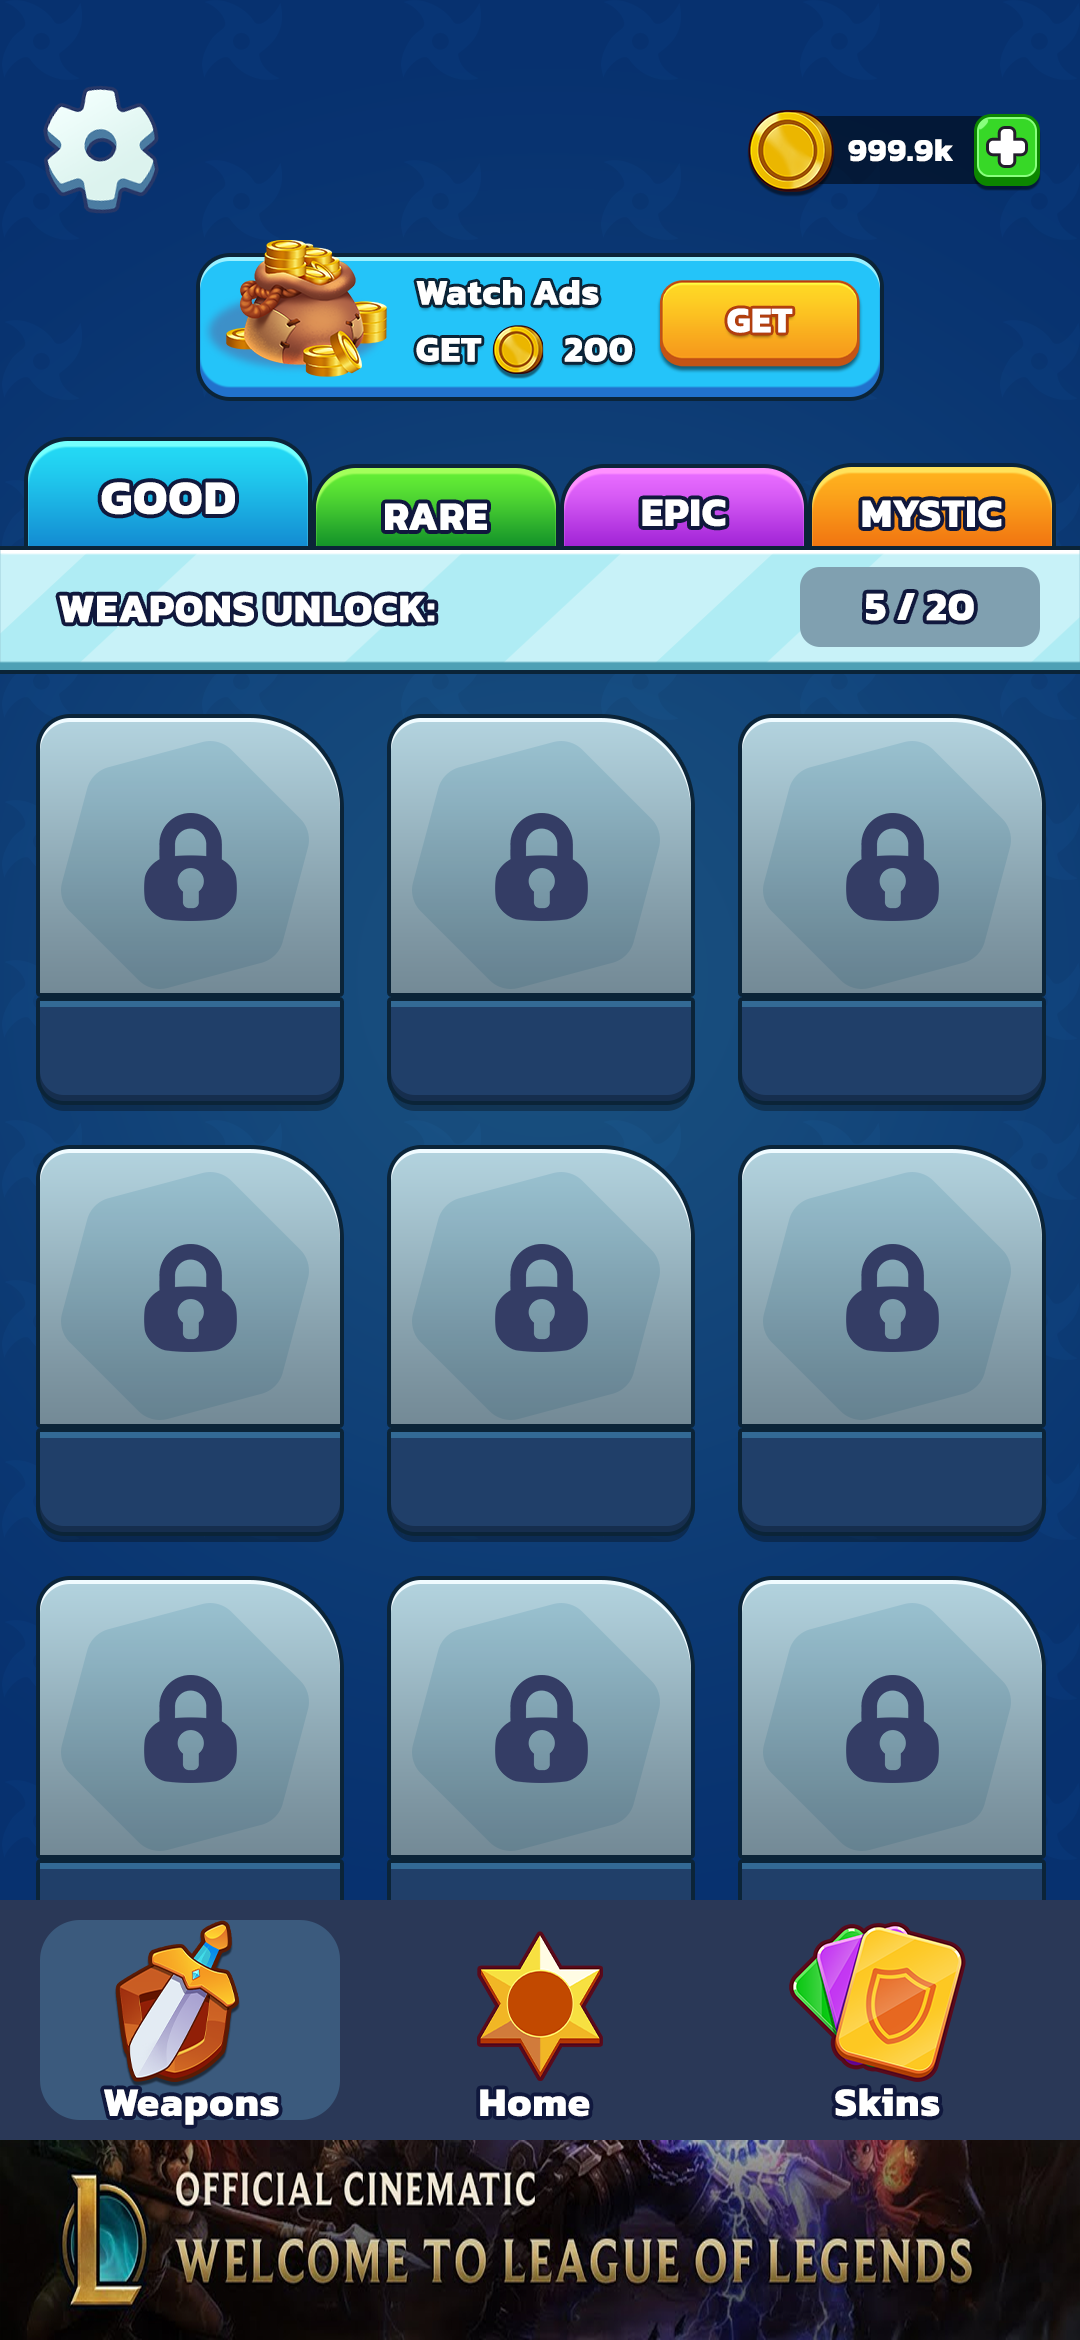 999.9k
Watch Ads
GET 200
GET
GOOD
RARE
EPIC
MYSTIC
WEAPONS UNLOCK:
5 / 20
Weapons
Home
Skins
OFFICIAL CINEMATIC
WELCOME TO LEAGUE OF LEGENDS